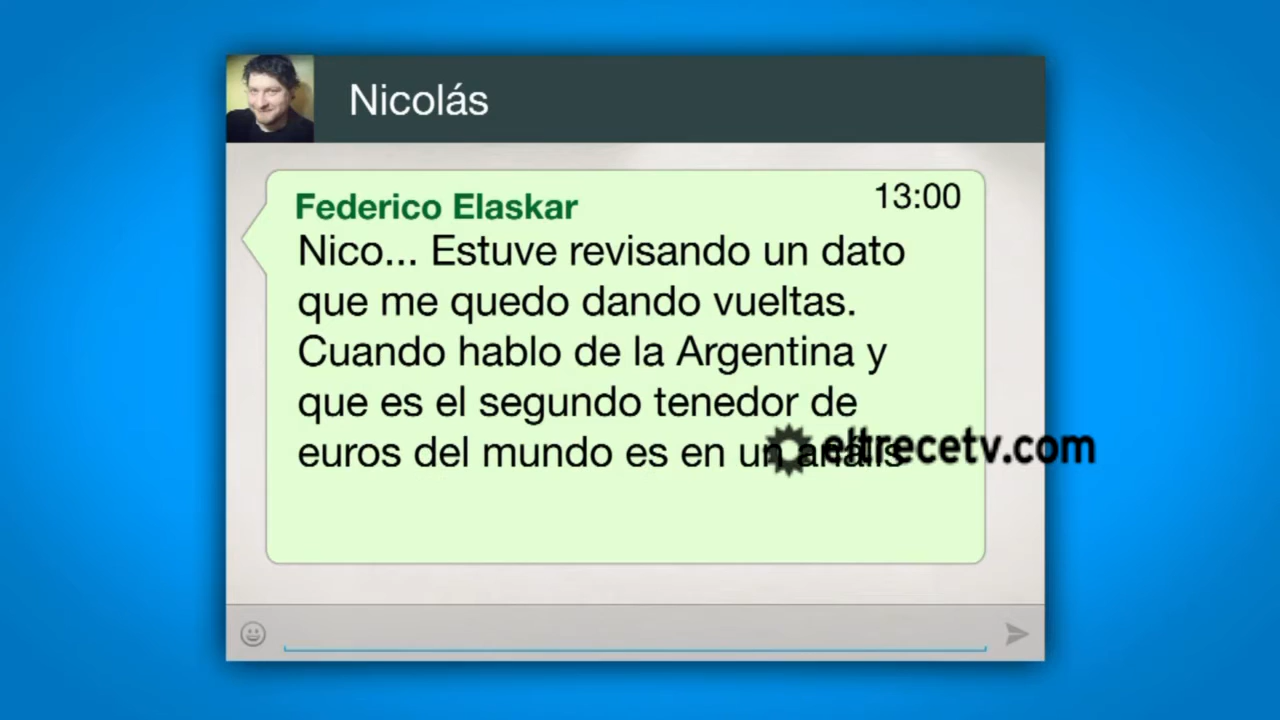 Nicolás
Federico Elaskar
13:00
Nico... Estuve revisando un dato
que me quedo dando vueltas.
Cuando hablo de la Argentina y
que es el segundo tenedor de
euros del mundo es en un analis
eltrecetv.com